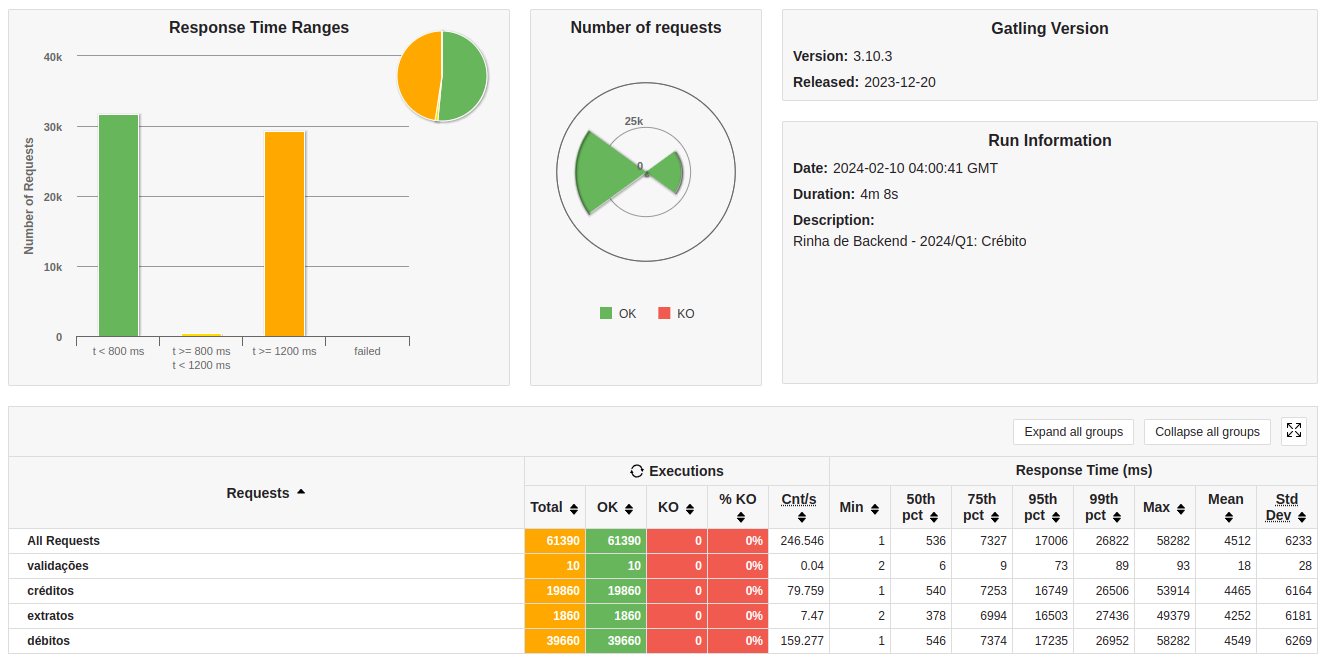 Response Time Ranges
40k
30k
20k
10k
0
Number of Requests
t < 800 ms
t >= 800 ms
t < 1200 ms
t >= 1200 ms
failed
Number of requests
25k
0
OK
KO
Gatling Version
Version: 3.10.3
Released: 2023-12-20
Run Information
Date: 2024-02-10 04:00:41 GMT
Duration: 4m 8s
Description:
Rinha de Backend - 2024/Q1: Crébito
Expand all groups
Collapse all groups
Requests
Executions
Response Time (ms)
Total
OK
KO
% KO
Cnt/s
Min
50th pct
75th pct
95th pct
99th pct
Max
Mean
Std Dev
All Requests 61390 61390 0 0% 246.546 1 536 7327 17006 26822 58282 4512 6233
validações 10 10 0 0% 0.04 2 6 9 73 89 93 18 28
créditos 19860 19860 0 0% 79.759 1 540 7253 16749 26506 53914 4465 6164
extratos 1860 1860 0 0% 7.47 2 378 6994 16503 27436 49379 4252 6181
débitos 39660 39660 0 0% 159.277 1 546 7374 17235 26952 58282 4549 6269